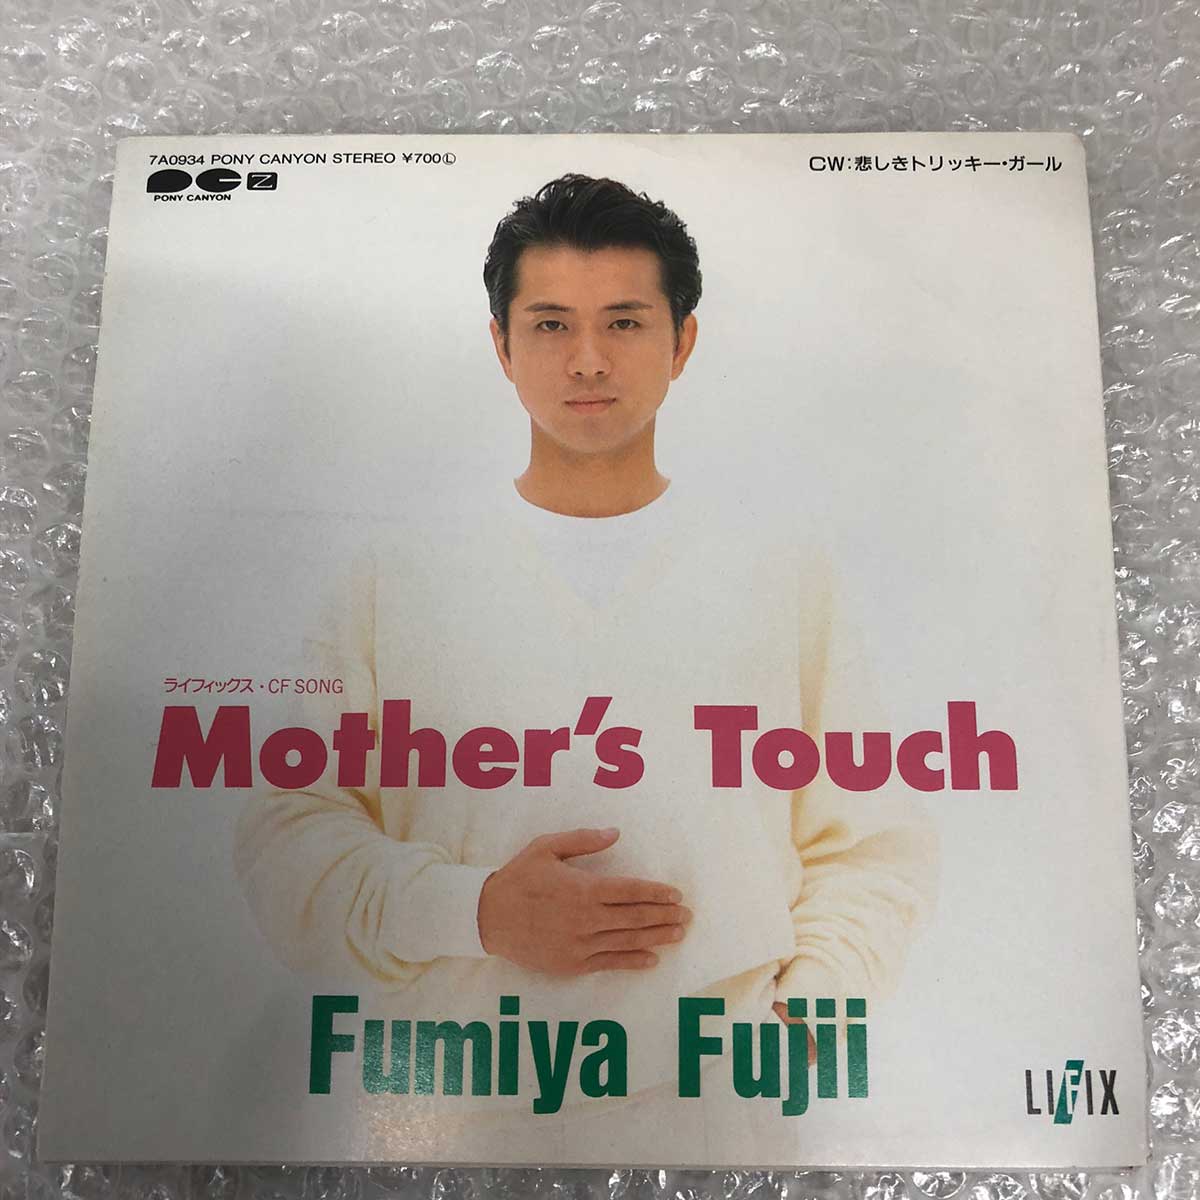 7A0934 PONY CANYON STEREO ¥700Ⓛ
PONY CANYON
Z
CW:悲しきトリッキー・ガール
ライフィックス・CF SONG
Mother's Touch
Fumiya Fujii
LIFIX